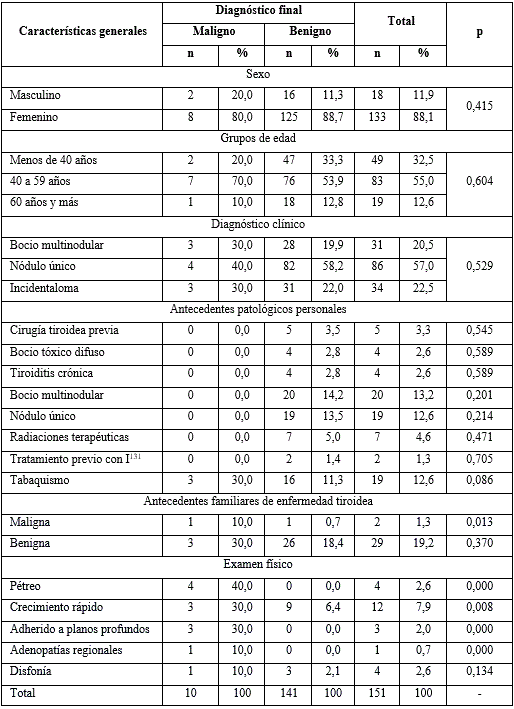 Características generales Diagnóstico final Total p
Maligno Benigno
n % n % n %
Sexo
Masculino 2 20,0 16 11,3 18 11,9 0,415
Femenino 8 80,0 125 88,7 133 88,1
Grupos de edad
Menos de 40 años 2 20,0 47 33,3 49 32,5 0,604
40 a 59 años 7 70,0 76 53,9 83 55,0
60 años y más 1 10,0 18 12,8 19 12,6
Diagnóstico clínico
Bocio multinodular 3 30,0 28 19,9 31 20,5 0,529
Nódulo único 4 40,0 82 58,2 86 57,0
Incidentaloma 3 30,0 31 22,0 34 22,5
Antecedentes patológicos personales
Cirugía tiroidea previa 0 0,0 5 3,5 5 3,3 0,545
Bocio tóxico difuso 0 0,0 4 2,8 4 2,6 0,589
Tiroiditis crónica 0 0,0 4 2,8 4 2,6 0,589
Bocio multinodular 0 0,0 20 14,2 20 13,2 0,201
Nódulo único 0 0,0 19 13,5 19 12,6 0,214
Radiaciones terapéuticas 0 0,0 7 5,0 7 4,6 0,471
Tratamiento previo con I¹³¹ 0 0,0 2 1,4 2 1,3 0,705
Tabaquismo 3 30,0 16 11,3 19 12,6 0,086
Antecedentes familiares de enfermedad tiroidea
Maligna 1 10,0 1 0,7 2 1,3 0,013
Benigna 3 30,0 26 18,4 29 19,2 0,370
Examen físico
Pétreo 4 40,0 0 0,0 4 2,6 0,000
Crecimiento rápido 3 30,0 9 6,4 12 7,9 0,008
Adherido a planos profundos 3 30,0 0 0,0 3 2,0 0,000
Adenopatías regionales 1 10,0 0 0,0 1 0,7 0,000
Disfonía 1 10,0 3 2,1 4 2,6 0,134
Total 10 100 141 100 151 100 -